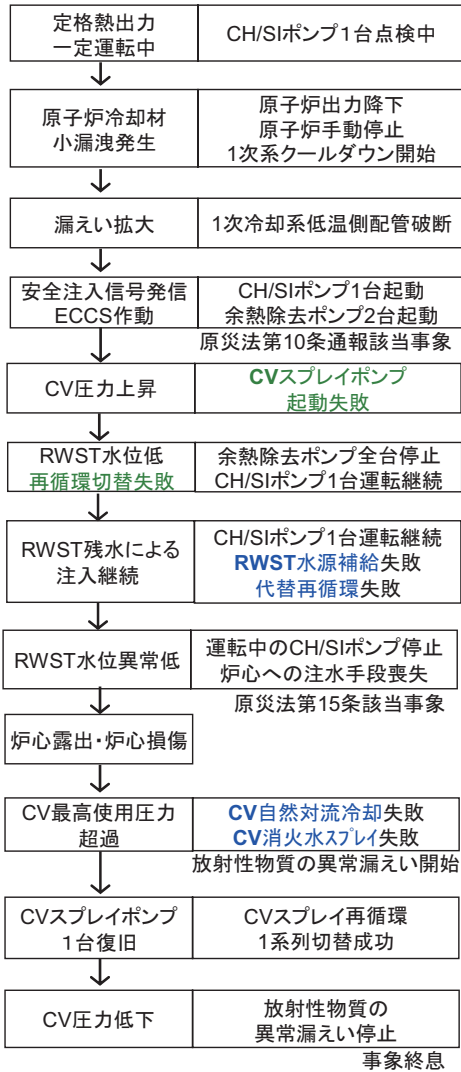 定格熱出力
一定運転中
CH/SIポンプ1台点検中
原子炉冷却材
小漏洩発生
原子炉出力降下
原子炉手動停止
1次系クールダウン開始
漏えい拡大
1次冷却系低温側配管破断
安全注入信号発信
ECCS作動
CH/SIポンプ1台起動
余熱除去ポンプ2台起動
原災法第10条通報該当事象
CV圧力上昇
CVスプレイポンプ
起動失敗
RWST水位低
再循環切替失敗
余熱除去ポンプ全台停止
CH/SIポンプ1台運転継続
RWST残水による
注入継続
CH/SIポンプ1台運転継続
RWST水源補給失敗
代替再循環失敗
RWST水位異常低
運転中のCH/SIポンプ停止
炉心への注水手段喪失
原災法第15条該当事象
炉心露出・炉心損傷
CV最高使用圧力
超過
CV自然対流冷却失敗
CV消火水スプレイ失敗
放射性物質の異常漏えい開始
CVスプレイポンプ
1台復旧
CVスプレイ再循環
1系列切替成功
CV圧力低下
放射性物質の
異常漏えい停止
事象終息